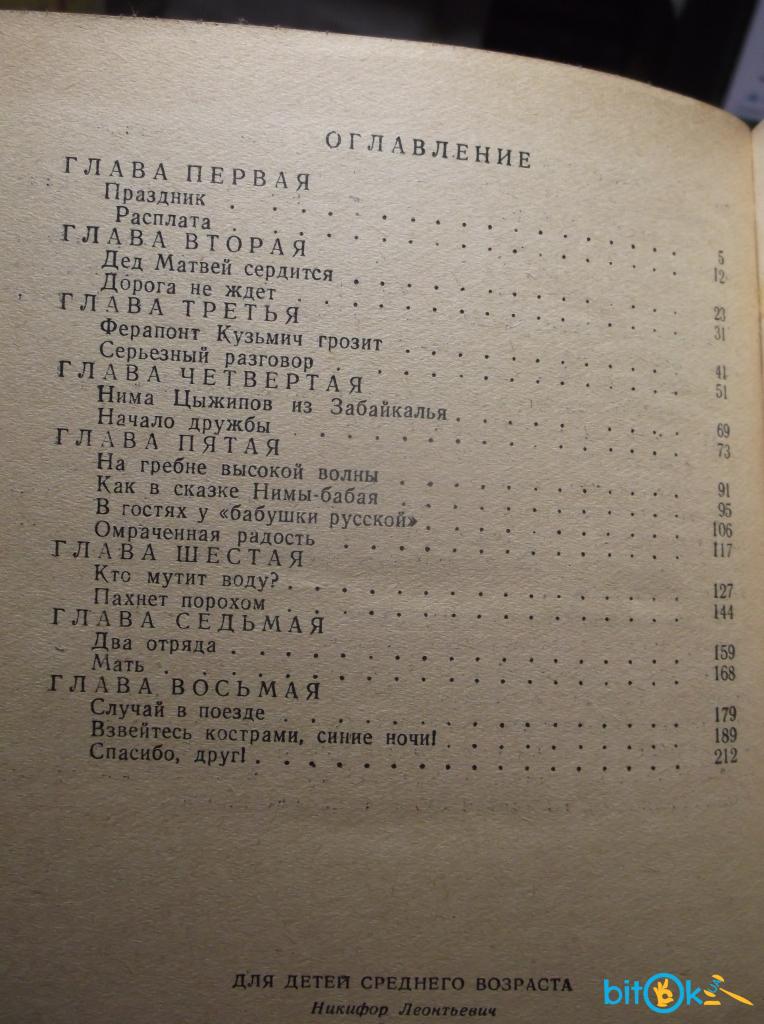 ОГЛАВЛЕНИЕ
ГЛАВА ПЕРВАЯ
Праздник . . . . . . . . . . . . . . . 5
Расплата . . . . . . . . . . . . . . . 12
ГЛАВА ВТОРАЯ
Дед Матвей сердится . . . . . . . . . . . 23
Дорога не ждет . . . . . . . . . . . . . 31
ГЛАВА ТРЕТЬЯ
Ферапонт Кузьмич грозит . . . . . . . . . 41
Серьезный разговор . . . . . . . . . . . 51
ГЛАВА ЧЕТВЕРТАЯ
Нима Цыжипов из Забайкалья . . . . . . . . 69
Начало дружбы . . . . . . . . . . . . . 73
ГЛАВА ПЯТАЯ
На гребне высокой волны . . . . . . . . . 91
Как в сказке Нимы-бабая . . . . . . . . . 95
В гостях у «бабушки русской» . . . . . . . 106
Омраченная радость . . . . . . . . . . . 117
ГЛАВА ШЕСТАЯ
Кто мутит воду? . . . . . . . . . . . . . 127
Пахнет порохом . . . . . . . . . . . . . 144
ГЛАВА СЕДЬМАЯ
Два отряда . . . . . . . . . . . . . . . 159
Мать . . . . . . . . . . . . . . . . . 168
ГЛАВА ВОСЬМАЯ
Случай в поезде . . . . . . . . . . . . . 179
Взвейтесь кострами, синие ночи! . . . . . . 189
Спасибо, друг! . . . . . . . . . . . . . 212
ДЛЯ ДЕТЕЙ СРЕДНЕГО ВОЗРАСТА
Никифор Леонтьевич
bitOk